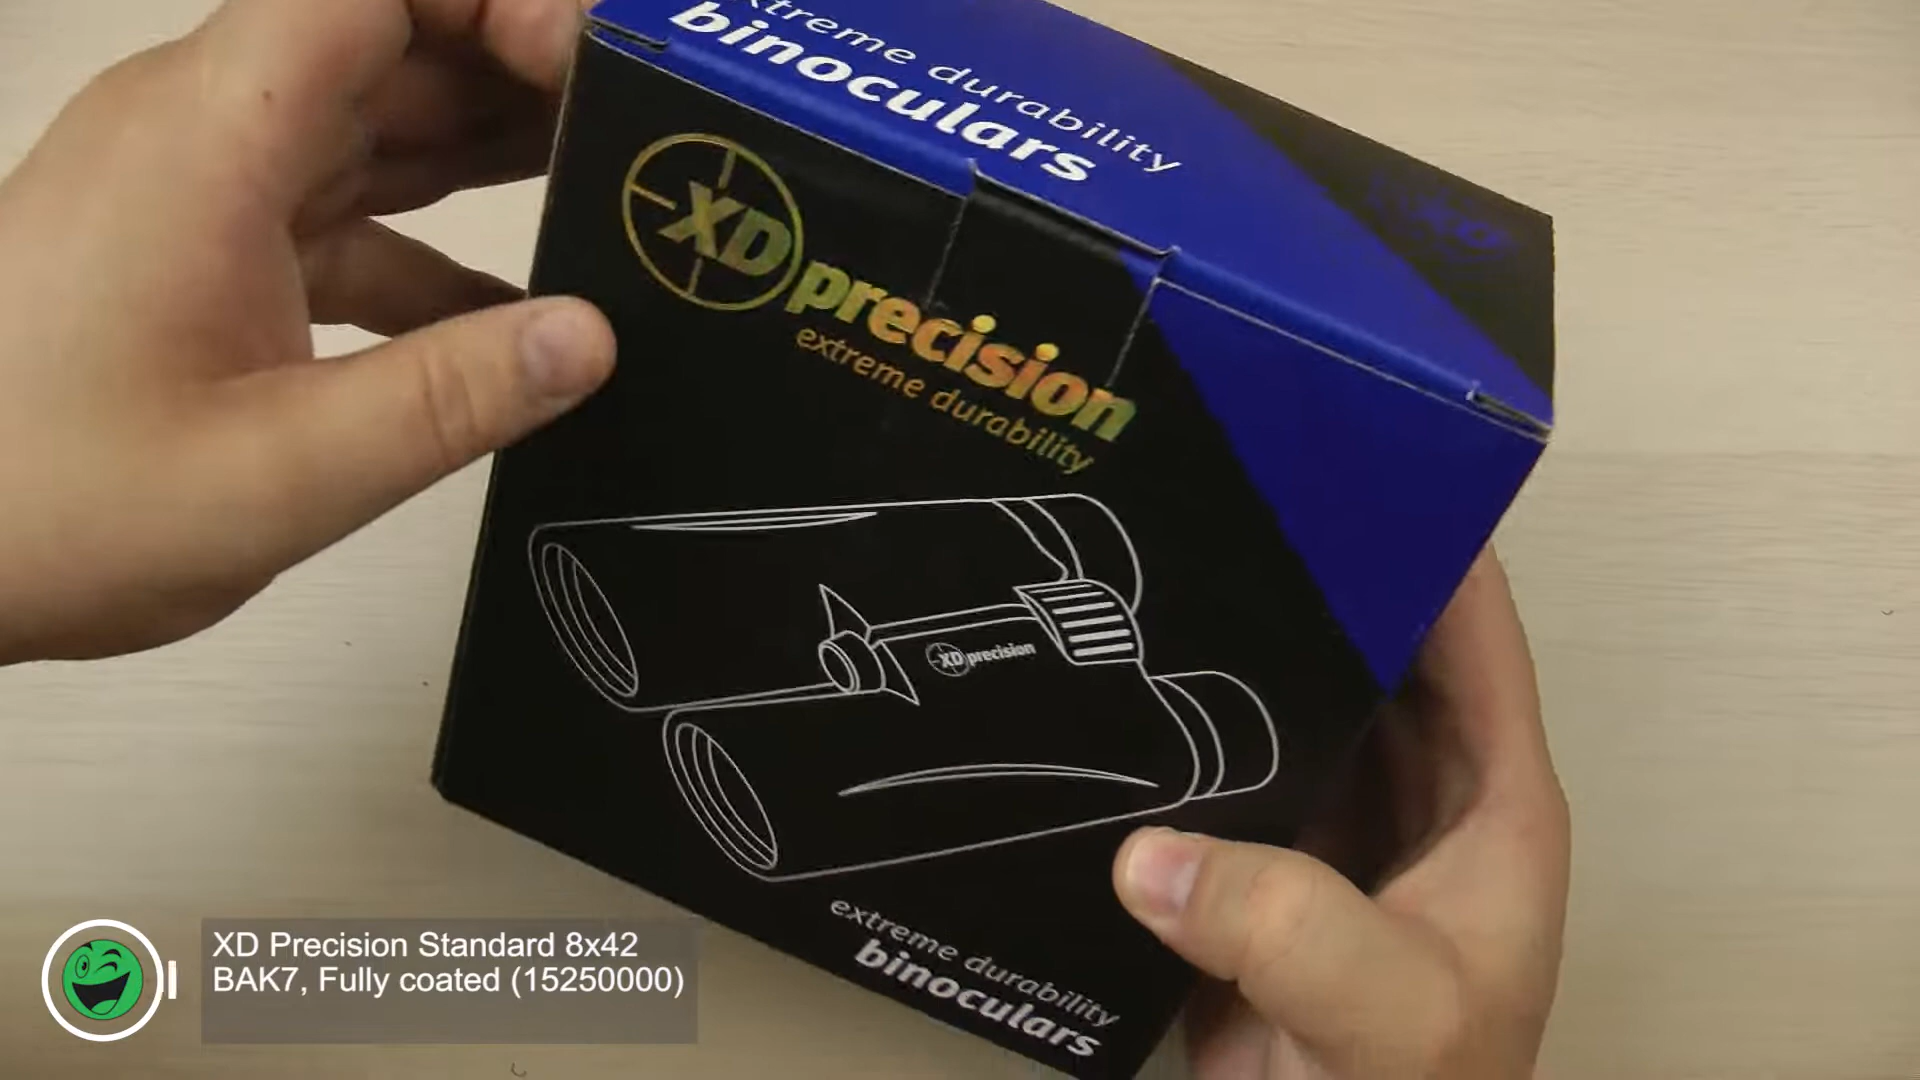 extreme durability
binoculars
XD precision
extreme durability
XD precision
extreme durability
binoculars
XD Precision Standard 8x42
BAK7, Fully coated (15250000)